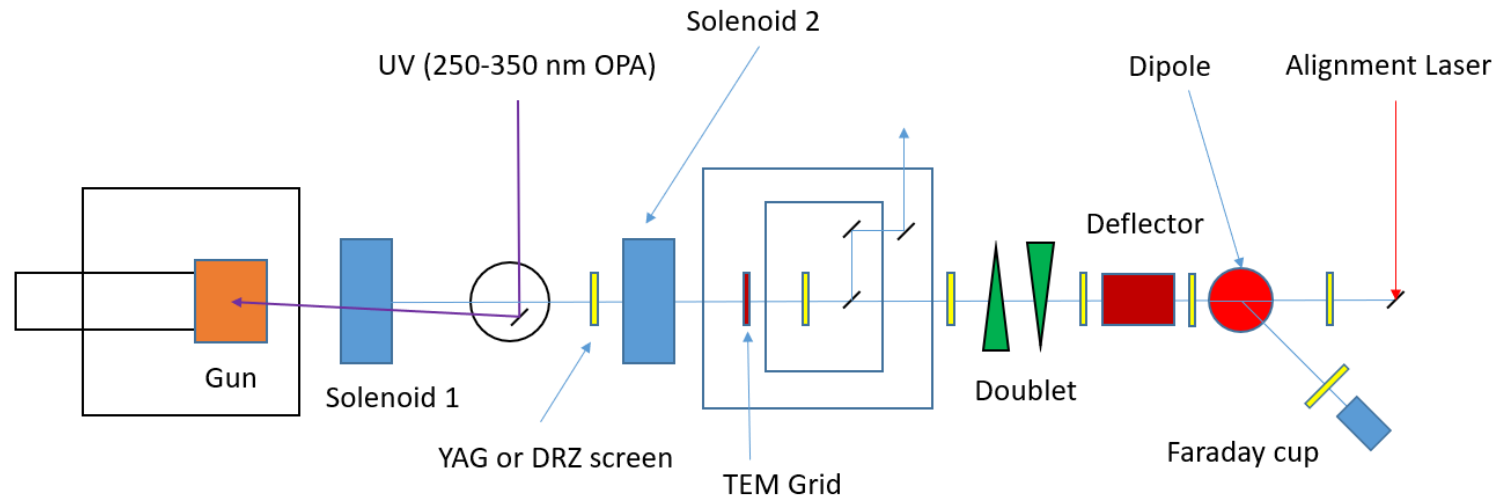 Solenoid 2
UV (250-350 nm OPA)
Dipole
Alignment Laser
Deflector
Gun
Solenoid 1
Doublet
YAG or DRZ screen
TEM Grid
Faraday cup